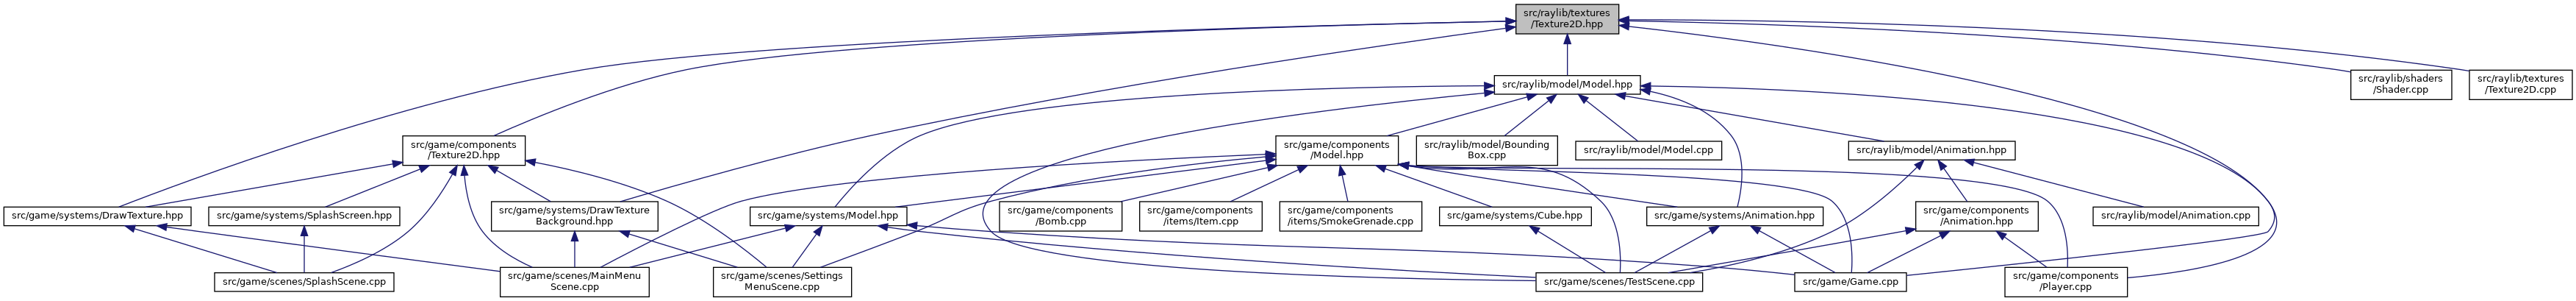 src/raylib/textures
/Texture2D.hpp
src/raylib/model/Model.hpp
src/raylib/shaders
/Shader.cpp
src/raylib/textures
/Texture2D.cpp
src/game/components
/Texture2D.hpp
src/game/components
/Model.hpp
src/raylib/model/Bounding
Box.cpp
src/raylib/model/Model.cpp
src/raylib/model/Animation.hpp
src/game/systems/DrawTexture.hpp
src/game/systems/SplashScreen.hpp
src/game/systems/DrawTexture
Background.hpp
src/game/systems/Model.hpp
src/game/components
/Bomb.cpp
src/game/components
/items/Item.cpp
src/game/components
/items/SmokeGrenade.cpp
src/game/systems/Cube.hpp
src/game/systems/Animation.hpp
src/game/components
/Animation.hpp
src/raylib/model/Animation.cpp
src/game/scenes/SplashScene.cpp
src/game/scenes/MainMenu
Scene.cpp
src/game/scenes/Settings
MenuScene.cpp
src/game/scenes/TestScene.cpp
src/game/Game.cpp
src/game/components
/Player.cpp